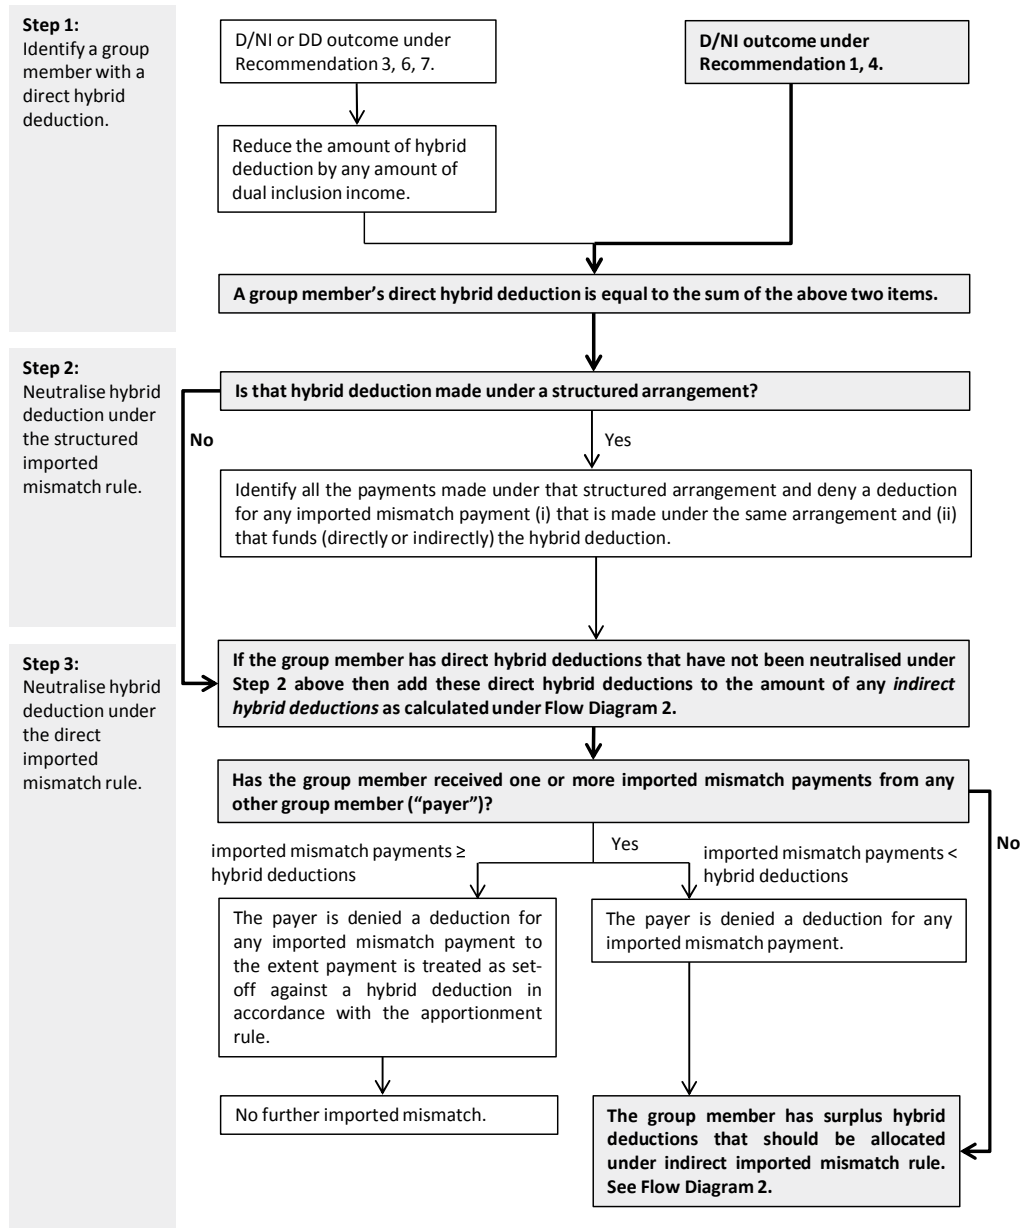 Step 1:
Identify a group
member with a
direct hybrid
deduction.
D/NI or DD outcome under
Recommendation 3, 6, 7.
D/NI outcome under
Recommendation 1, 4.
Reduce the amount of hybrid
deduction by any amount of
dual inclusion income.
A group member’s direct hybrid deduction is equal to the sum of the above two items.
Step 2:
Neutralise hybrid
deduction under
the structured
imported
mismatch rule.
Is that hybrid deduction made under a structured arrangement?
No
Yes
Identify all the payments made under that structured arrangement and deny a deduction
for any imported mismatch payment (i) that is made under the same arrangement and (ii)
that funds (directly or indirectly) the hybrid deduction.
Step 3:
Neutralise hybrid
deduction under
the direct
imported
mismatch rule.
If the group member has direct hybrid deductions that have not been neutralised under
Step 2 above then add these direct hybrid deductions to the amount of any indirect
hybrid deductions as calculated under Flow Diagram 2.
Has the group member received one or more imported mismatch payments from any
other group member (“payer”)?
No
Yes
imported mismatch payments ≥
hybrid deductions
imported mismatch payments <
hybrid deductions
The payer is denied a deduction for
any imported mismatch payment to
the extent payment is treated as set-
off against a hybrid deduction in
accordance with the apportionment
rule.
The payer is denied a deduction for any
imported mismatch payment.
No further imported mismatch.
The group member has surplus hybrid
deductions that should be allocated
under indirect imported mismatch rule.
See Flow Diagram 2.